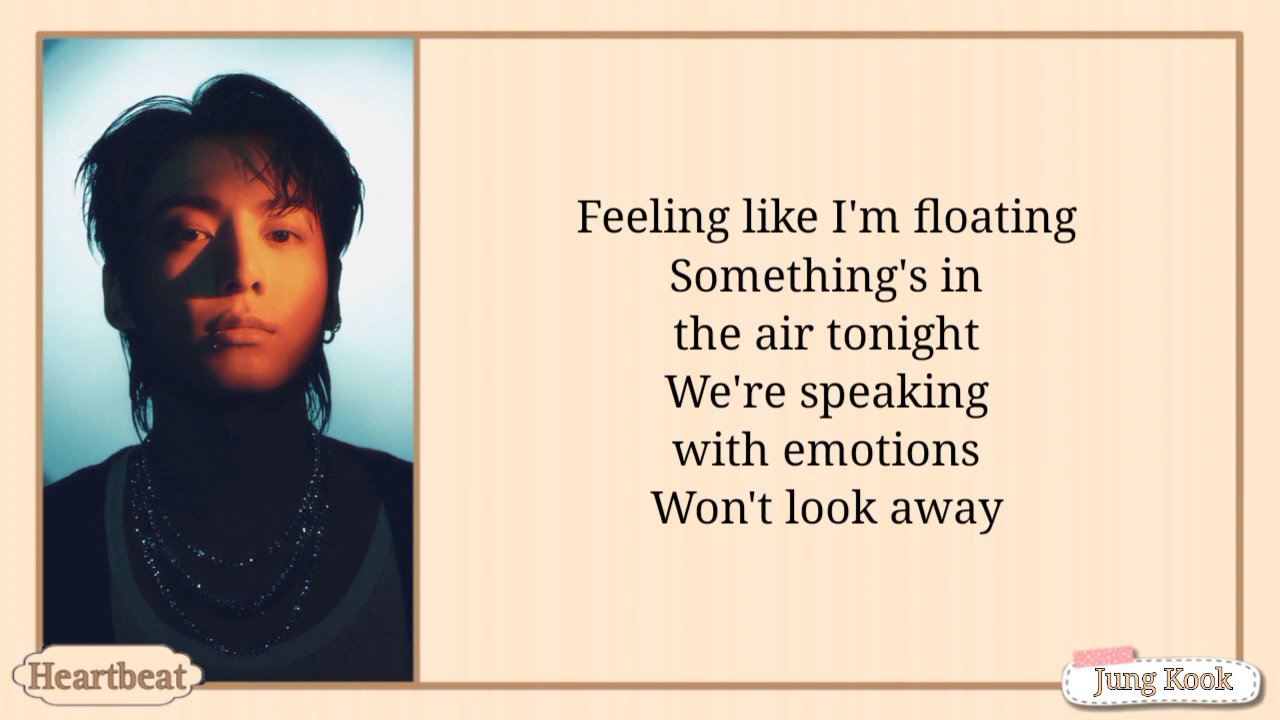 Feeling like I'm floating
Something's in
the air tonight
We're speaking
with emotions
Won't look away
Heartbeat
Jung Kook